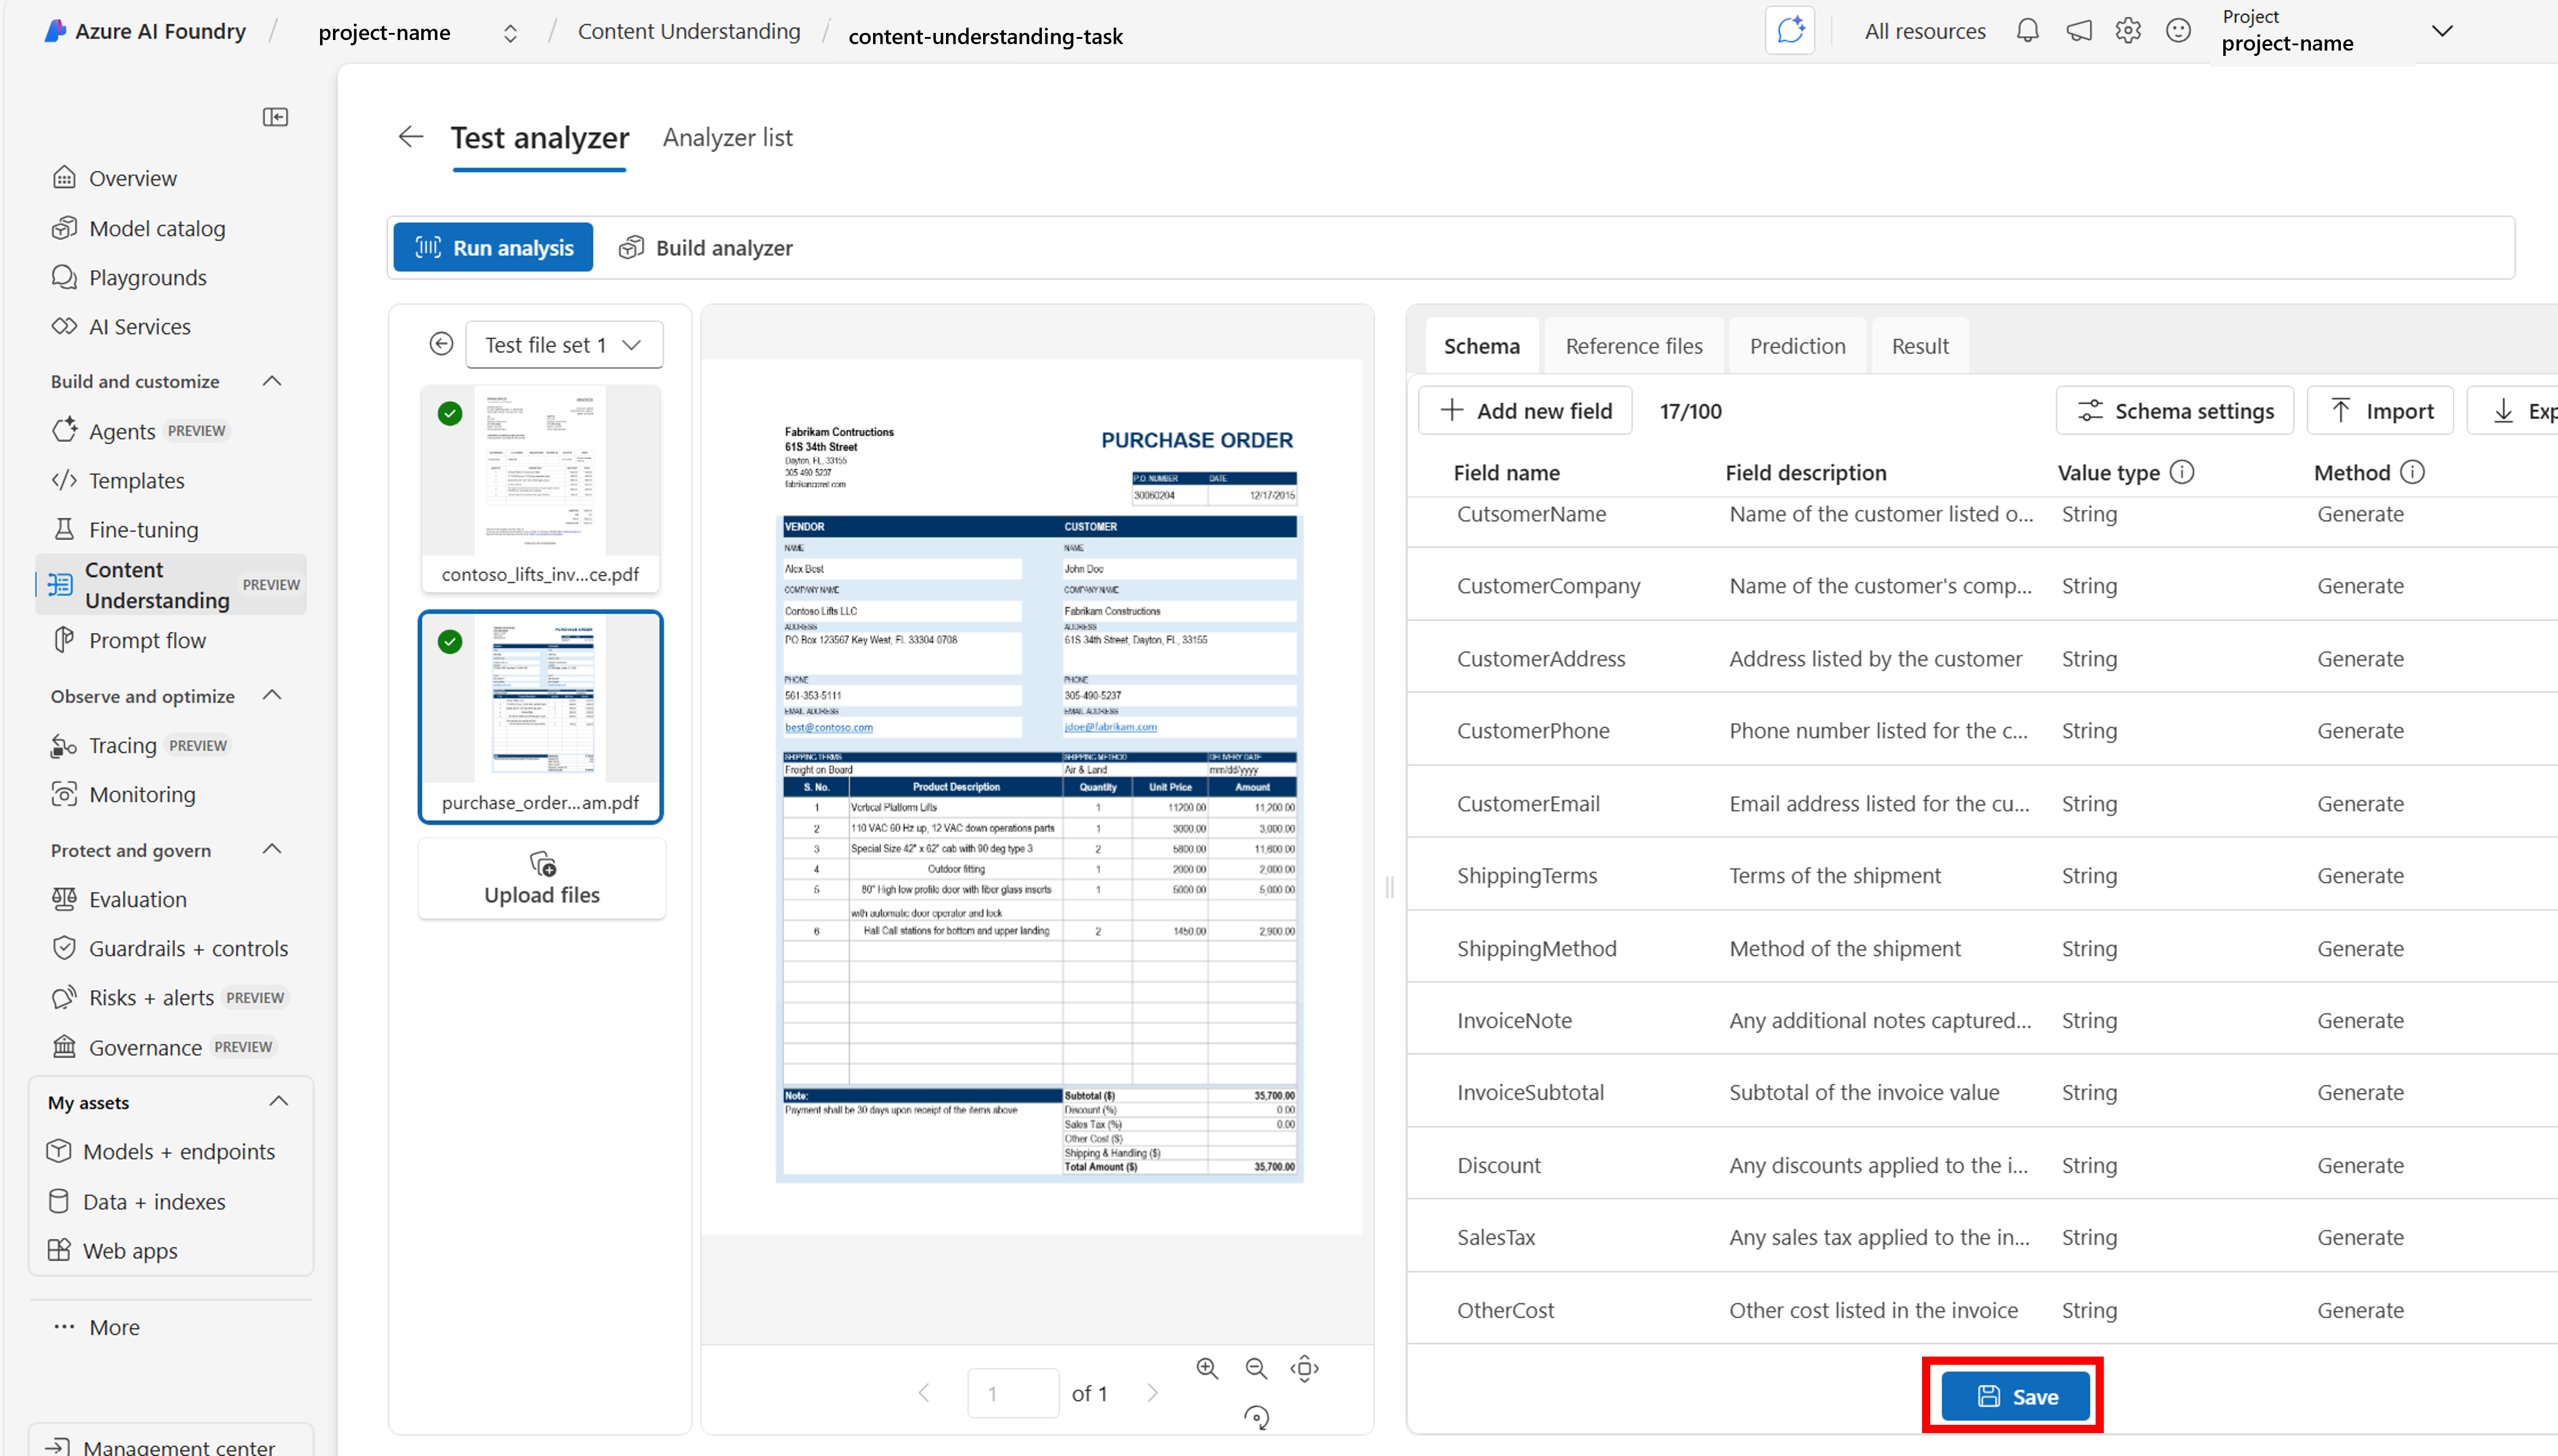 Azure AI Foundry / project-name / Content Understanding / content-understanding-task
All resources
Project
project-name
Test analyzer
Analyzer list
Overview
Model catalog
Playgrounds
AI Services
Build and customize
Agents PREVIEW
Templates
Fine-tuning
Content Understanding PREVIEW
Prompt flow
Observe and optimize
Tracing PREVIEW
Monitoring
Protect and govern
Evaluation
Guardrails + controls
Risks + alerts PREVIEW
Governance PREVIEW
My assets
Models + endpoints
Data + indexes
Web apps
More
Management center
Run analysis
Build analyzer
Test file set 1
contoso_lifts_inv...ce.pdf
purchase_order...am.pdf
Upload files
Fabrikam Contructions
61S 34th Street
Dayton, FL, 33155
305 490 5237
PURCHASE ORDER
P.O. NUMBER DATE
30060204 12/17/2015
VENDOR CUSTOMER
NAME NAME
Alex Best John Doe
COMPANY NAME COMPANY NAME
Contoso Lifts LLC Fabrikam Constructions
ADDRESS ADDRESS
PO Box 123567 Key West, FL 33304 0708 61S 34th Street, Dayton, FL, 33155
PHONE PHONE
561-353-5111 305-490-5237
EMAIL ADDRESS EMAIL ADDRESS
best@contoso.com jdoe@fabrikam.com
SHIPPING TERMS SHIPPING METHOD DELIVERY DATE
Freight on Board Air & Land mm/dd/yyyy
S. No. Product Description Quantity Unit Price Amount
1 Vertical Platform Lifts 1 11200.00 11,200.00
2 110 VAC 60 Hz up, 12 VAC down operations parts 1 3000.00 3,000.00
3 Special Size 42" x 62" cab with 90 deg type 3 2 5800.00 11,600.00
4 Outdoor fitting 1 2000.00 2,000.00
5 80" High low profile door with fiber glass inserts 1 5000.00 5,000.00
with automatic door operator and lock
6 Hall Call stations for bottom and upper landing 2 1450.00 2,900.00
Note: Subtotal ($) 35,700.00
Payment shall be 30 days upon receipt of the items above Discount (%) 0.00
Sales Tax (%) 0.00
Other Cost ($)
Shipping & Handling ($)
Total Amount ($) 35,700.00
1 of 1
Schema
Reference files
Prediction
Result
Add new field
17/100
Schema settings
Import
Exp
Field name Field description Value type Method
CutsomerName Name of the customer listed o... String Generate
CustomerCompany Name of the customer's comp... String Generate
CustomerAddress Address listed by the customer String Generate
CustomerPhone Phone number listed for the c... String Generate
CustomerEmail Email address listed for the cu... String Generate
ShippingTerms Terms of the shipment String Generate
ShippingMethod Method of the shipment String Generate
InvoiceNote Any additional notes captured... String Generate
InvoiceSubtotal Subtotal of the invoice value String Generate
Discount Any discounts applied to the i... String Generate
SalesTax Any sales tax applied to the in... String Generate
OtherCost Other cost listed in the invoice String Generate
Save